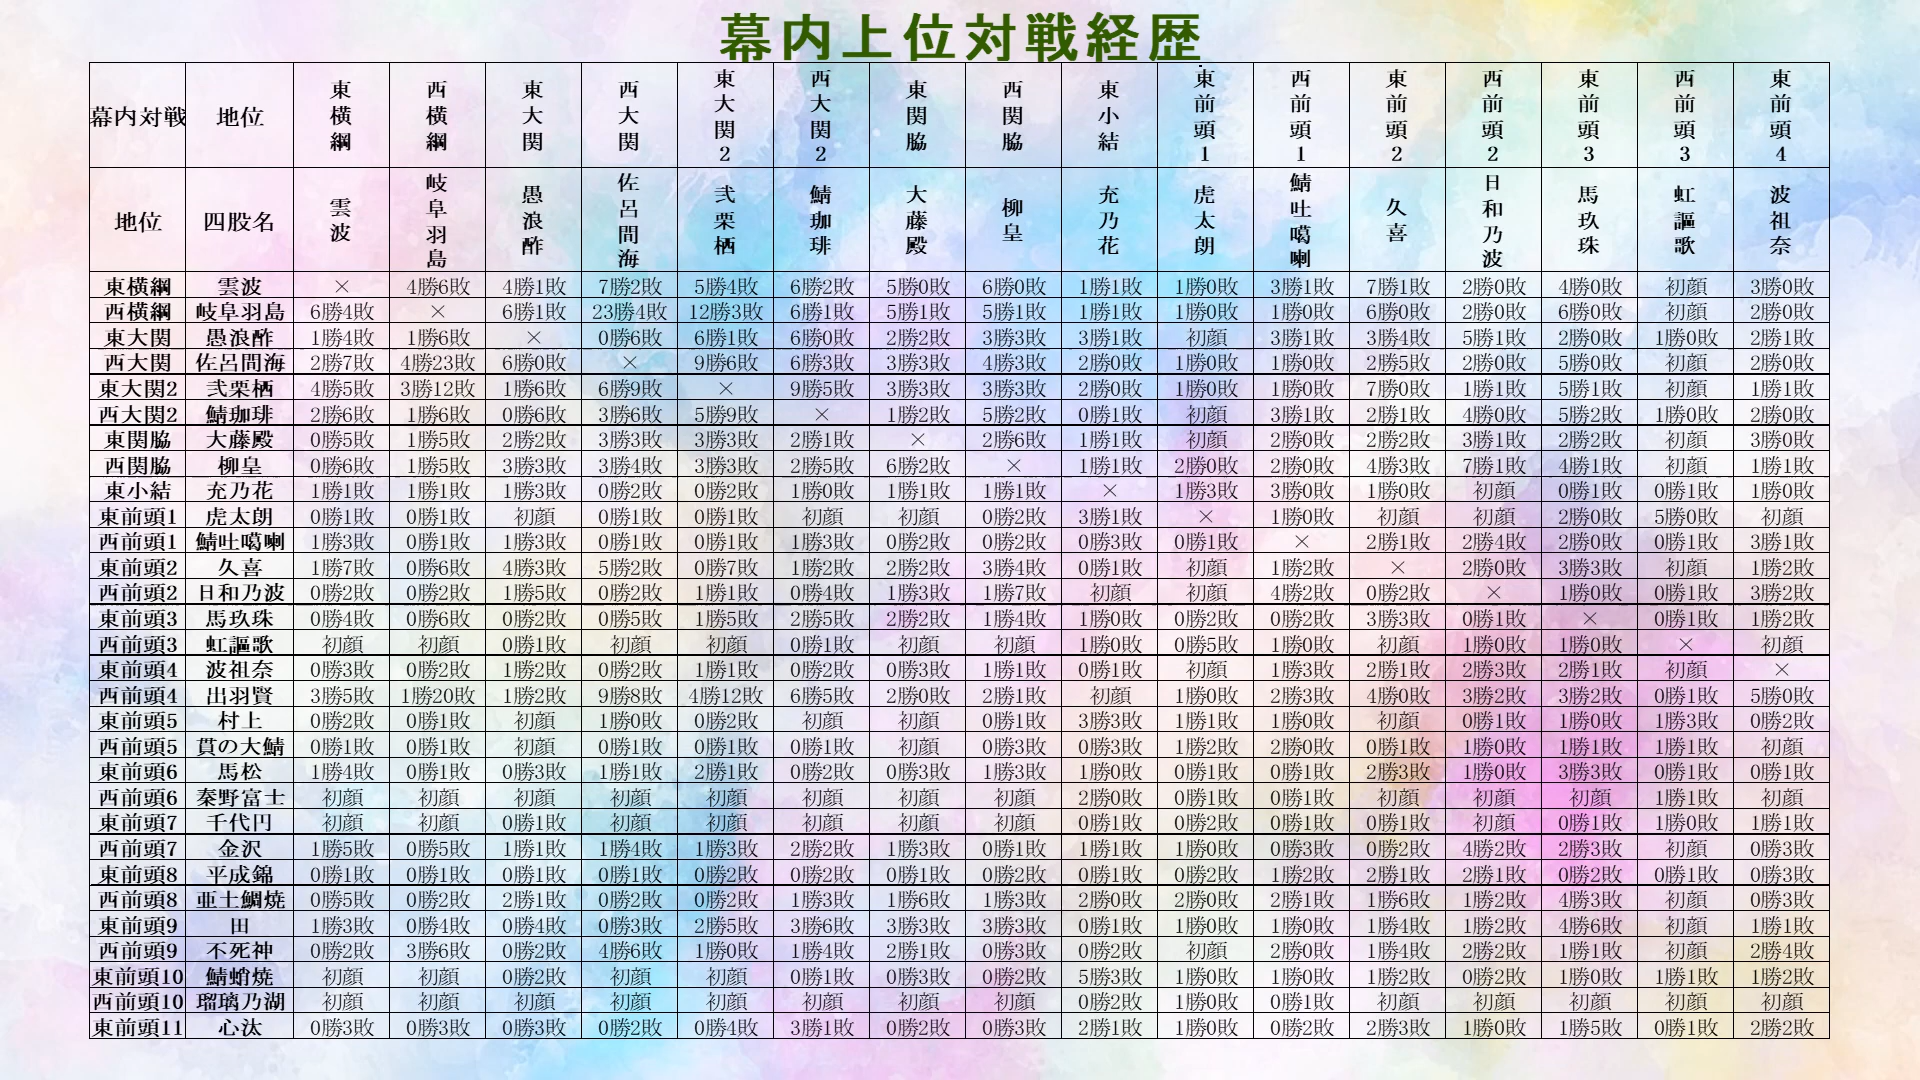 幕内上位対戦経歴
幕内対戦 地位 東横綱 西横綱 東大関 西大関 東大関2 西大関2 東関脇 西関脇 東小結 東前頭1 西前頭1 東前頭2 西前頭2 東前頭3 西前頭3 東前頭4
地位 四股名 雲波 岐阜羽島 愚浪酢 佐呂間海 弐栗栖 鯖珈琲 大藤殿 柳皇 充乃花 虎太朗 鯖吐噶喇 久喜 日和乃波 馬玖珠 虹謳歌 波祖奈
東横綱 雲波 × 4勝6敗 4勝1敗 7勝2敗 5勝4敗 6勝2敗 5勝0敗 6勝0敗 1勝1敗 1勝0敗 3勝1敗 7勝1敗 2勝0敗 4勝0敗 初顔 3勝0敗
西横綱 岐阜羽島 6勝4敗 × 6勝1敗 23勝4敗 12勝3敗 6勝1敗 5勝1敗 5勝1敗 1勝1敗 1勝0敗 1勝0敗 6勝0敗 2勝0敗 6勝0敗 初顔 2勝0敗
東大関 愚浪酢 1勝4敗 1勝6敗 × 0勝6敗 6勝1敗 6勝0敗 2勝2敗 3勝3敗 3勝1敗 初顔 3勝1敗 3勝4敗 5勝1敗 2勝0敗 1勝0敗 2勝1敗
西大関 佐呂間海 2勝7敗 4勝23敗 6勝0敗 × 9勝6敗 6勝3敗 3勝3敗 4勝3敗 2勝0敗 1勝0敗 1勝0敗 2勝5敗 2勝0敗 5勝0敗 初顔 2勝0敗
東大関2 弐栗栖 4勝5敗 3勝12敗 1勝6敗 6勝9敗 × 9勝5敗 3勝3敗 3勝3敗 2勝0敗 1勝0敗 1勝0敗 7勝0敗 1勝1敗 5勝1敗 初顔 1勝1敗
西大関2 鯖珈琲 2勝6敗 1勝6敗 0勝6敗 3勝6敗 5勝9敗 × 1勝2敗 5勝2敗 0勝1敗 初顔 3勝1敗 2勝1敗 4勝0敗 5勝2敗 1勝0敗 2勝0敗
東関脇 大藤殿 0勝5敗 1勝5敗 2勝2敗 3勝3敗 3勝3敗 2勝1敗 × 2勝6敗 1勝1敗 初顔 2勝0敗 2勝2敗 3勝1敗 2勝2敗 初顔 3勝0敗
西関脇 柳皇 0勝6敗 1勝5敗 3勝3敗 3勝4敗 3勝3敗 2勝5敗 6勝2敗 × 1勝1敗 2勝0敗 2勝0敗 4勝3敗 7勝1敗 4勝1敗 初顔 1勝1敗
東小結 充乃花 1勝1敗 1勝1敗 1勝3敗 0勝2敗 0勝2敗 1勝0敗 1勝1敗 1勝1敗 × 1勝3敗 3勝0敗 1勝0敗 初顔 0勝1敗 0勝1敗 1勝0敗
東前頭1 虎太朗 0勝1敗 0勝1敗 初顔 0勝1敗 0勝1敗 初顔 初顔 0勝2敗 3勝1敗 × 1勝0敗 初顔 初顔 2勝0敗 5勝0敗 初顔
西前頭1 鯖吐噶喇 1勝3敗 0勝1敗 1勝3敗 0勝1敗 0勝1敗 1勝3敗 0勝2敗 0勝2敗 0勝3敗 0勝1敗 × 2勝1敗 2勝4敗 2勝0敗 0勝1敗 3勝1敗
東前頭2 久喜 1勝7敗 0勝6敗 4勝3敗 5勝2敗 0勝7敗 1勝2敗 2勝2敗 3勝4敗 0勝1敗 初顔 1勝2敗 × 2勝0敗 3勝3敗 初顔 1勝2敗
西前頭2 日和乃波 0勝2敗 0勝2敗 1勝5敗 0勝2敗 1勝1敗 0勝4敗 1勝3敗 1勝7敗 初顔 初顔 4勝2敗 0勝2敗 × 1勝0敗 0勝1敗 3勝2敗
東前頭3 馬玖珠 0勝4敗 0勝6敗 0勝2敗 0勝5敗 1勝5敗 2勝5敗 2勝2敗 1勝4敗 1勝0敗 0勝2敗 0勝2敗 3勝3敗 0勝1敗 × 0勝1敗 1勝2敗
西前頭3 虹謳歌 初顔 初顔 0勝1敗 初顔 初顔 0勝1敗 初顔 初顔 1勝0敗 0勝5敗 1勝0敗 初顔 1勝0敗 1勝0敗 × 初顔
東前頭4 波祖奈 0勝3敗 0勝2敗 1勝2敗 0勝2敗 1勝1敗 0勝2敗 0勝3敗 1勝1敗 0勝1敗 初顔 1勝3敗 2勝1敗 2勝3敗 2勝1敗 初顔 ×
西前頭4 出羽賢 3勝5敗 1勝20敗 1勝2敗 9勝8敗 4勝12敗 6勝5敗 2勝0敗 2勝1敗 初顔 1勝0敗 2勝3敗 4勝0敗 3勝2敗 3勝2敗 0勝1敗 5勝0敗
東前頭5 村上 0勝2敗 0勝1敗 初顔 1勝0敗 0勝2敗 初顔 初顔 0勝1敗 3勝3敗 1勝1敗 1勝0敗 初顔 0勝1敗 1勝0敗 1勝3敗 0勝2敗
西前頭5 貫の大鯖 0勝1敗 0勝1敗 初顔 0勝1敗 0勝1敗 0勝1敗 初顔 0勝3敗 0勝3敗 1勝2敗 2勝0敗 0勝1敗 1勝0敗 1勝1敗 1勝1敗 初顔
東前頭6 馬松 1勝4敗 0勝1敗 0勝3敗 1勝1敗 2勝1敗 0勝2敗 0勝3敗 1勝3敗 1勝0敗 0勝1敗 0勝1敗 2勝3敗 1勝0敗 3勝3敗 0勝1敗 0勝1敗
西前頭6 秦野富士 初顔 初顔 初顔 初顔 初顔 初顔 初顔 初顔 2勝0敗 0勝1敗 0勝1敗 初顔 初顔 初顔 1勝1敗 初顔
東前頭7 千代円 初顔 初顔 0勝1敗 初顔 初顔 初顔 初顔 初顔 0勝1敗 0勝2敗 0勝1敗 0勝1敗 初顔 0勝1敗 1勝0敗 1勝1敗
西前頭7 金沢 1勝5敗 0勝5敗 1勝1敗 1勝4敗 1勝3敗 2勝2敗 1勝3敗 0勝1敗 1勝1敗 1勝0敗 0勝3敗 0勝2敗 4勝2敗 2勝3敗 初顔 0勝3敗
東前頭8 平成錦 0勝1敗 0勝1敗 0勝1敗 0勝1敗 0勝2敗 0勝2敗 0勝1敗 0勝2敗 0勝1敗 0勝2敗 1勝2敗 2勝1敗 2勝1敗 0勝2敗 0勝1敗 0勝3敗
西前頭8 亜土鯛焼 0勝5敗 0勝2敗 2勝1敗 0勝2敗 0勝2敗 1勝3敗 1勝6敗 1勝3敗 2勝0敗 2勝0敗 2勝1敗 1勝6敗 1勝2敗 4勝3敗 初顔 0勝3敗
東前頭9 田 1勝3敗 0勝4敗 0勝4敗 0勝3敗 2勝5敗 3勝6敗 3勝3敗 3勝3敗 0勝1敗 1勝0敗 1勝0敗 1勝4敗 1勝2敗 4勝6敗 初顔 1勝1敗
西前頭9 不死神 0勝2敗 3勝6敗 0勝2敗 4勝6敗 1勝0敗 1勝4敗 2勝1敗 0勝3敗 0勝2敗 初顔 2勝0敗 1勝4敗 2勝2敗 1勝1敗 初顔 2勝4敗
東前頭10 鯖蛸焼 初顔 初顔 0勝2敗 初顔 初顔 0勝1敗 0勝3敗 0勝2敗 5勝3敗 1勝0敗 1勝0敗 1勝2敗 0勝2敗 1勝0敗 1勝1敗 1勝2敗
西前頭10 瑠璃乃湖 初顔 初顔 初顔 初顔 初顔 初顔 初顔 初顔 0勝2敗 1勝0敗 0勝1敗 初顔 初顔 初顔 初顔 初顔
東前頭11 心汰 0勝3敗 0勝3敗 0勝3敗 0勝2敗 0勝4敗 3勝1敗 0勝2敗 0勝3敗 2勝1敗 1勝0敗 0勝2敗 2勝3敗 1勝0敗 1勝5敗 0勝1敗 2勝2敗